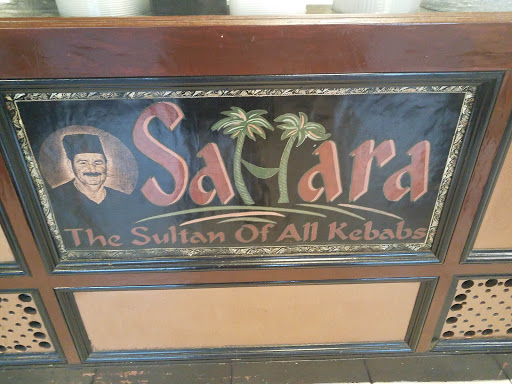 Sahara
The Sultan Of All Kebabs